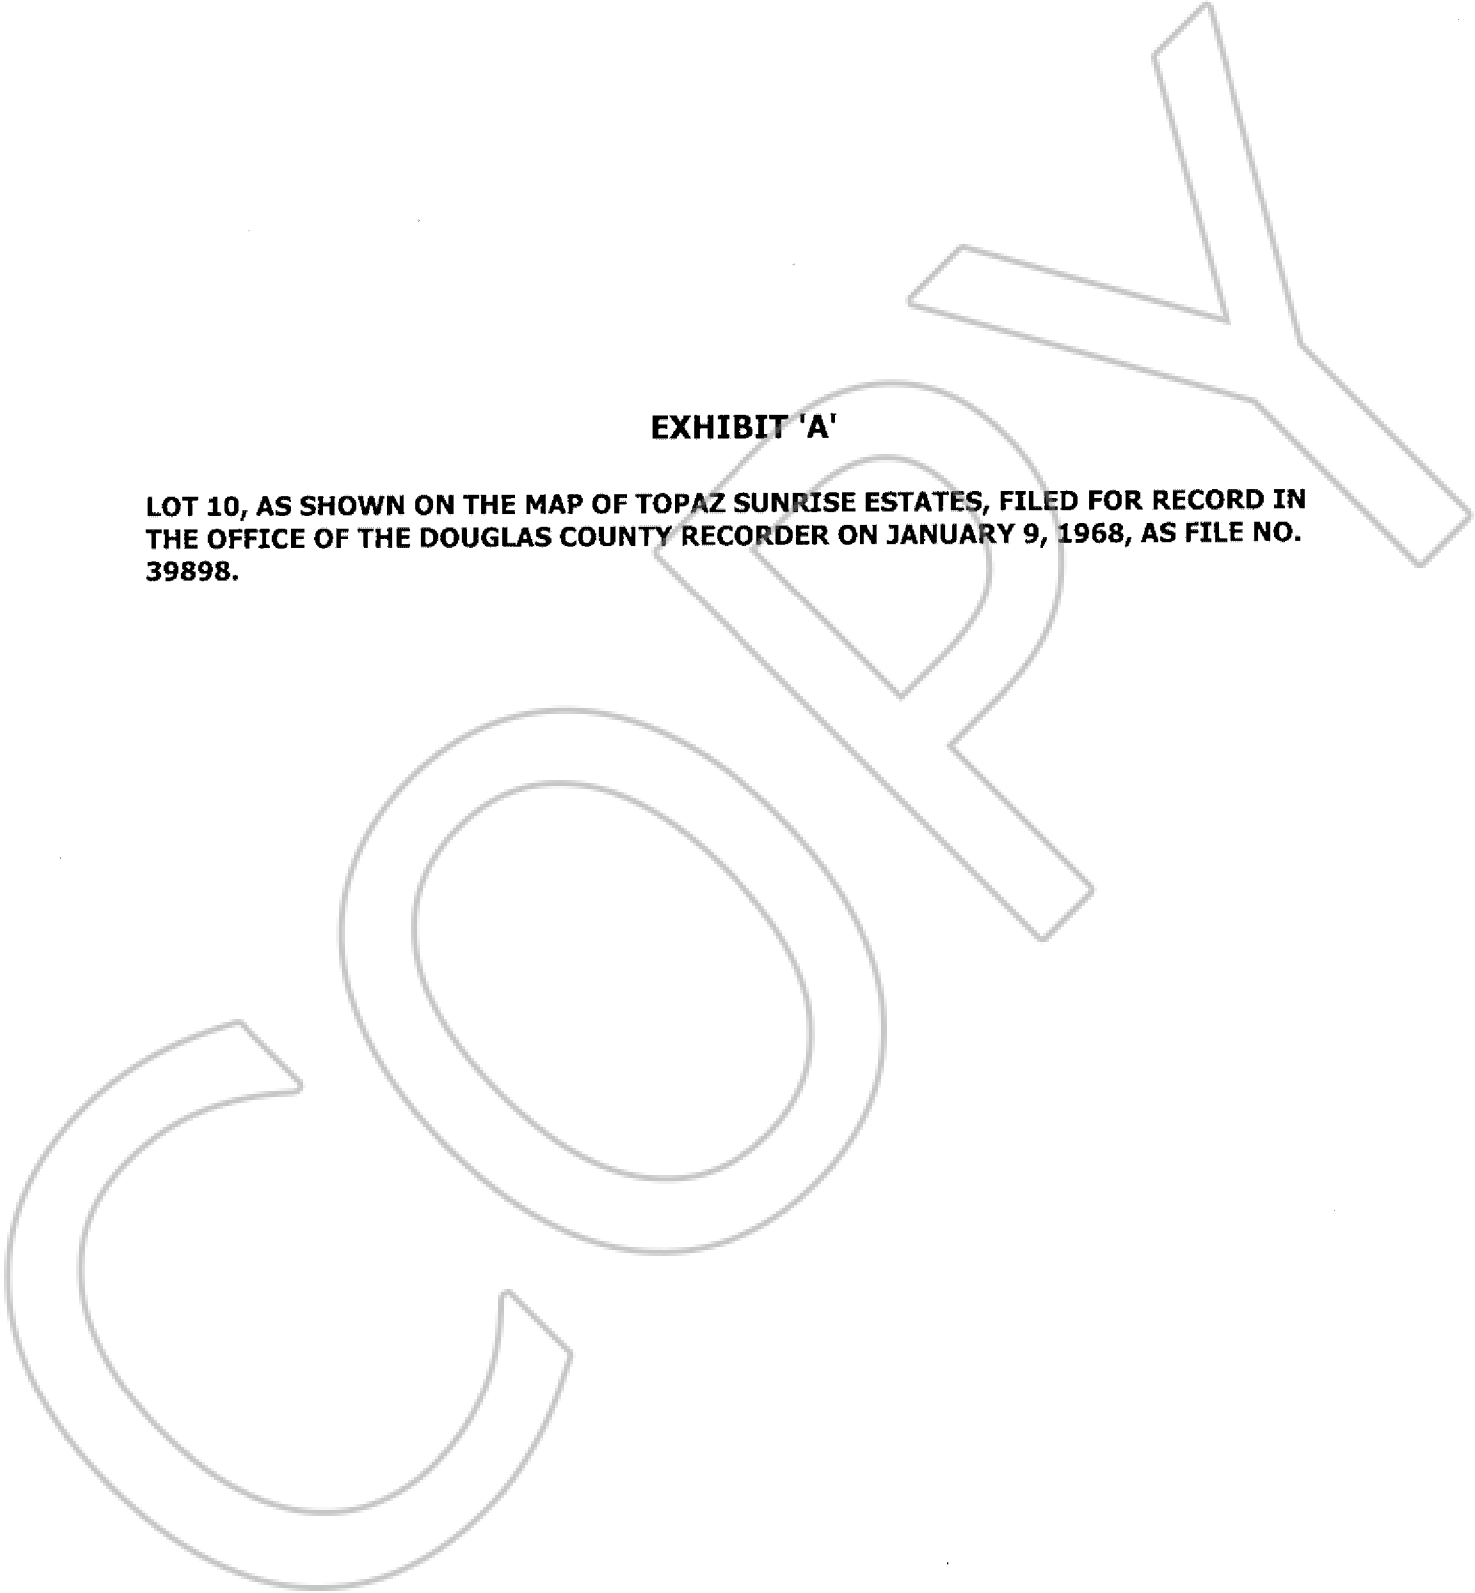 EXHIBIT 'A'
LOT 10, AS SHOWN ON THE MAP OF TOPAZ SUNRISE ESTATES, FILED FOR RECORD IN
THE OFFICE OF THE DOUGLAS COUNTY RECORDER ON JANUARY 9, 1968, AS FILE NO.
39898.
COPY